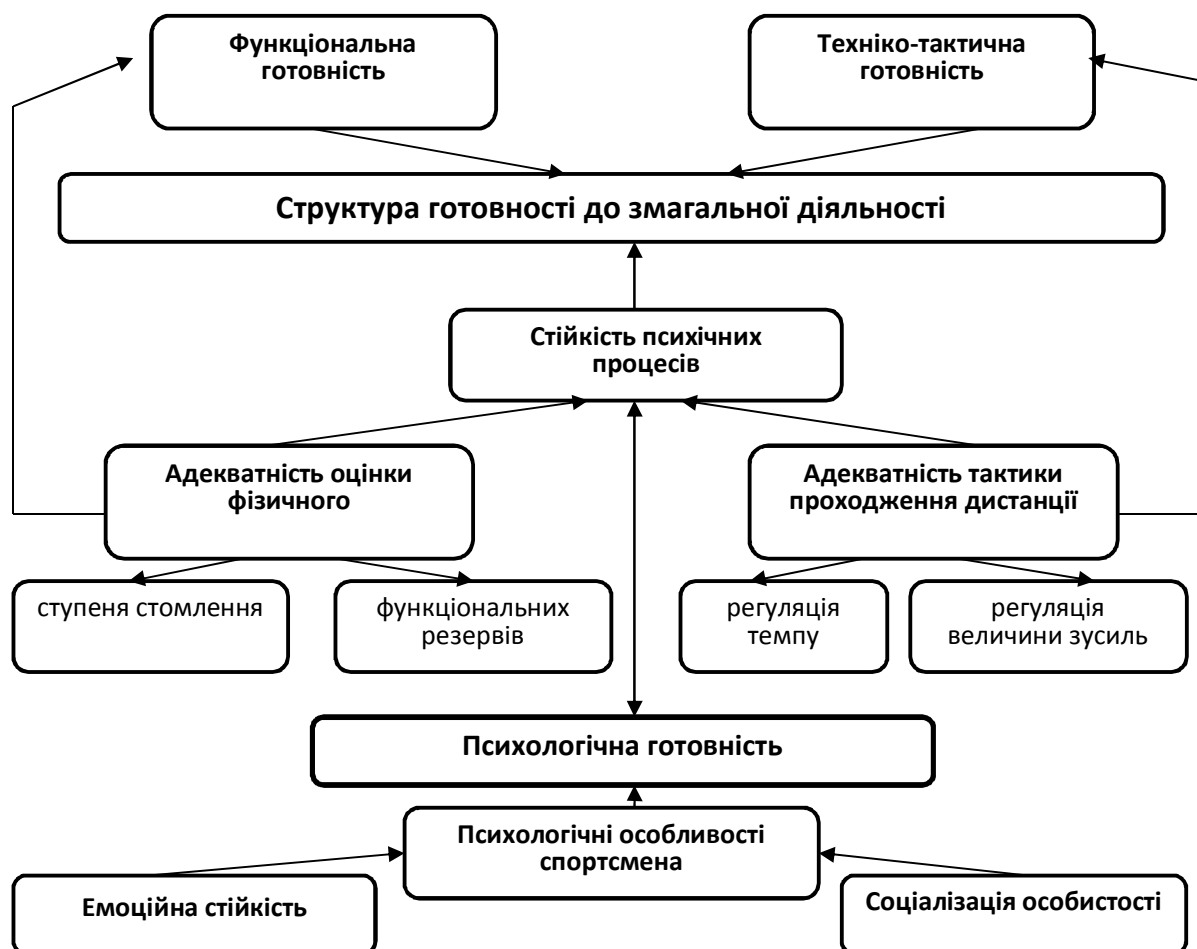 Функціональна
готовність
Техніко-тактична
готовність
Структура готовності до змагальної діяльності
Стійкість психічних
процесів
Адекватність оцінки
фізичного
Адекватність тактики
проходження дистанції
ступеня стомлення
функціональних
резервів
регуляція
темпу
регуляція
величини зусиль
Психологічна готовність
Психологічні особливості
спортсмена
Емоційна стійкість
Соціалізація особистості